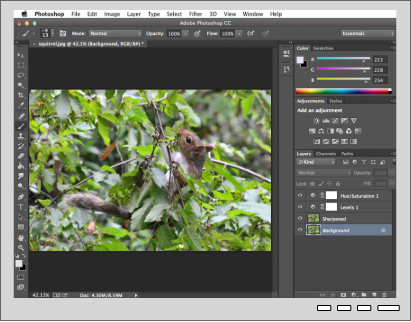 Photoshop File Edit Image Layer Type Select Filter 3D View Window Help
Adobe Photoshop CC
Mode: Normal Opacity: 100% Flow: 100% Essentials
squirrel.jpg @ 42.1% (Background, RGB/8#) *
Color Swatches
R 223
G 228
B 234
Adjustments Styles
Add an adjustment
Layers Channels Paths
Kind
Normal Opacity:
Lock: Fill:
Hue/Saturation 1
Levels 1
Sharpened
Background
42.13% Doc: 4.30M/8.59M